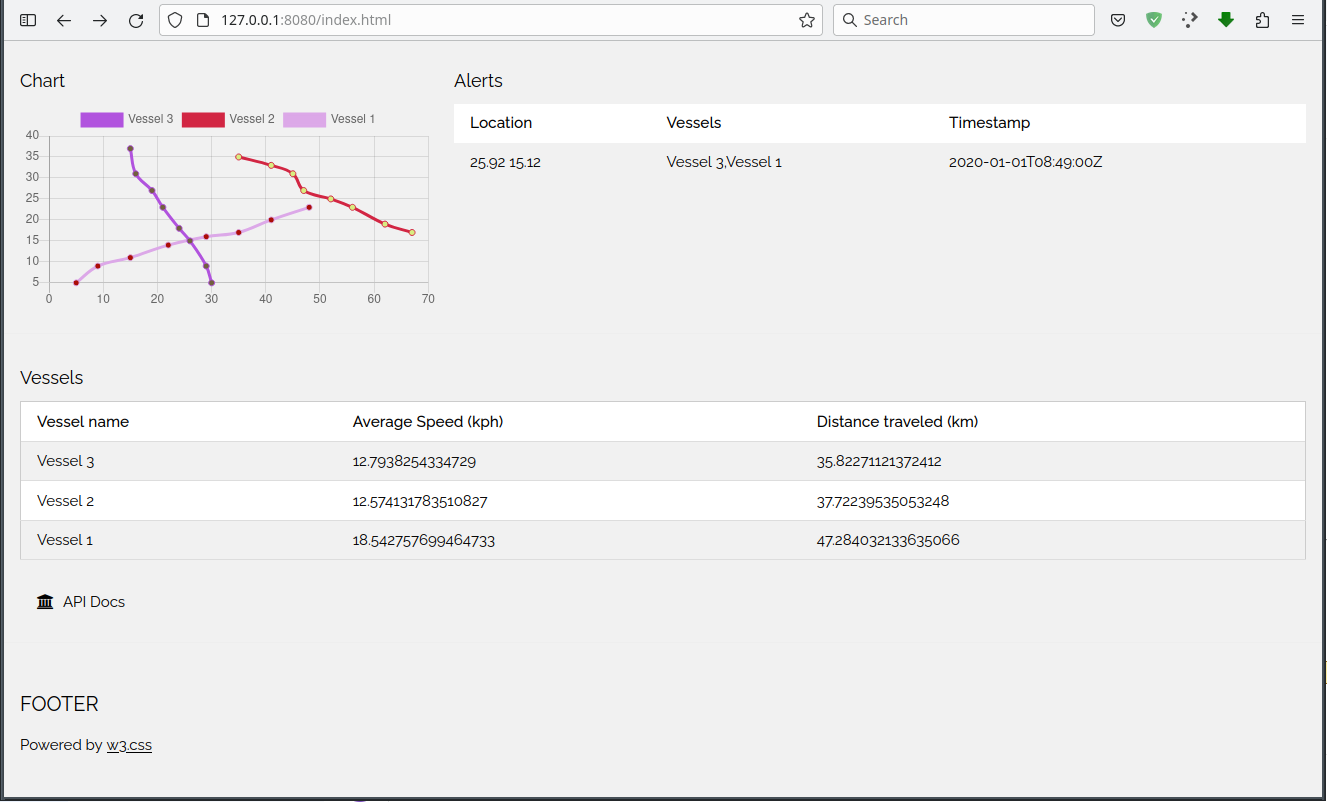 127.0.0.1:8080/index.html
Search
Chart
Alerts
Vessel 3 Vessel 2 Vessel 1
40
35
30
25
20
15
10
5
0 10 20 30 40 50 60 70
Location Vessels Timestamp
25.92 15.12 Vessel 3,Vessel 1 2020-01-01T08:49:00Z
Vessels
Vessel name Average Speed (kph) Distance traveled (km)
Vessel 3 12.7938254334729 35.82271121372412
Vessel 2 12.574131783510827 37.72239535053248
Vessel 1 18.542757699464733 47.284032133635066
API Docs
FOOTER
Powered by w3.css